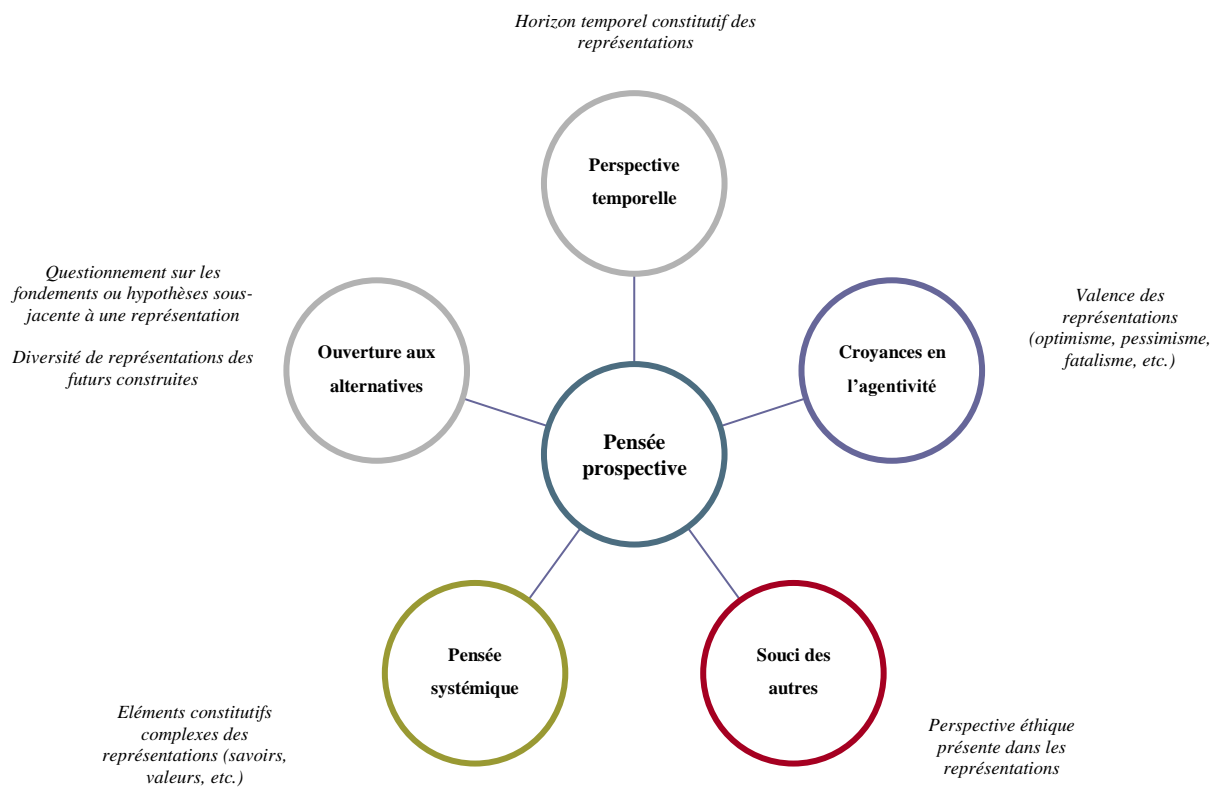 Horizon temporel constitutif des
représentations
Perspective
temporelle
Questionnement sur les
fondements ou hypothèses sous-
jacente à une représentation
Diversité de représentations des
futurs construites
Ouverture aux
alternatives
Croyances en
l'agentivité
Valence des
représentations
(optimisme, pessimisme,
fatalisme, etc.)
Pensée
prospective
Pensée
systémique
Souci des
autres
Eléments constitutifs
complexes des
représentations (savoirs,
valeurs, etc.)
Perspective éthique
présente dans les
représentations